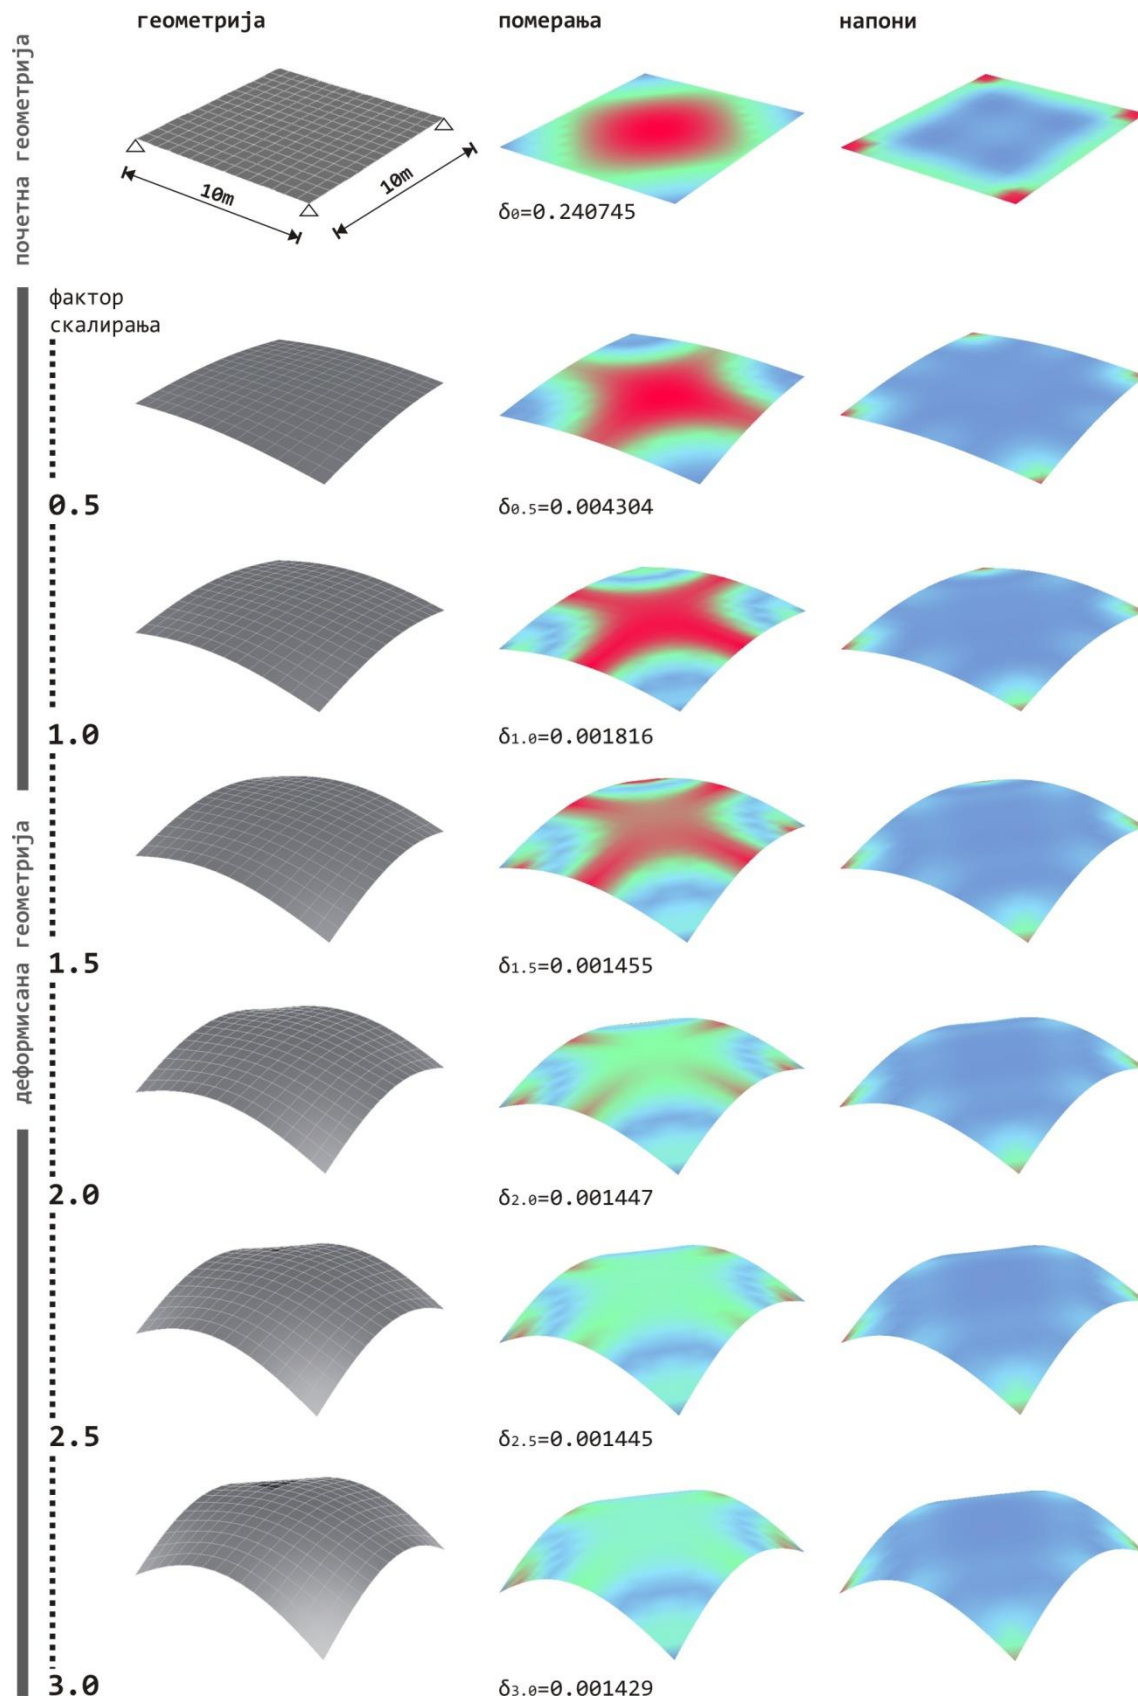 геометрија
померања
напони
почетна геометрија
10m
10m
δ0=0.240745
фактор
скалирања
0.5
δ0.5=0.004304
1.0
δ1.0=0.001816
деформисана геометрија
1.5
δ1.5=0.001455
2.0
δ2.0=0.001447
2.5
δ2.5=0.001445
3.0
δ3.0=0.001429